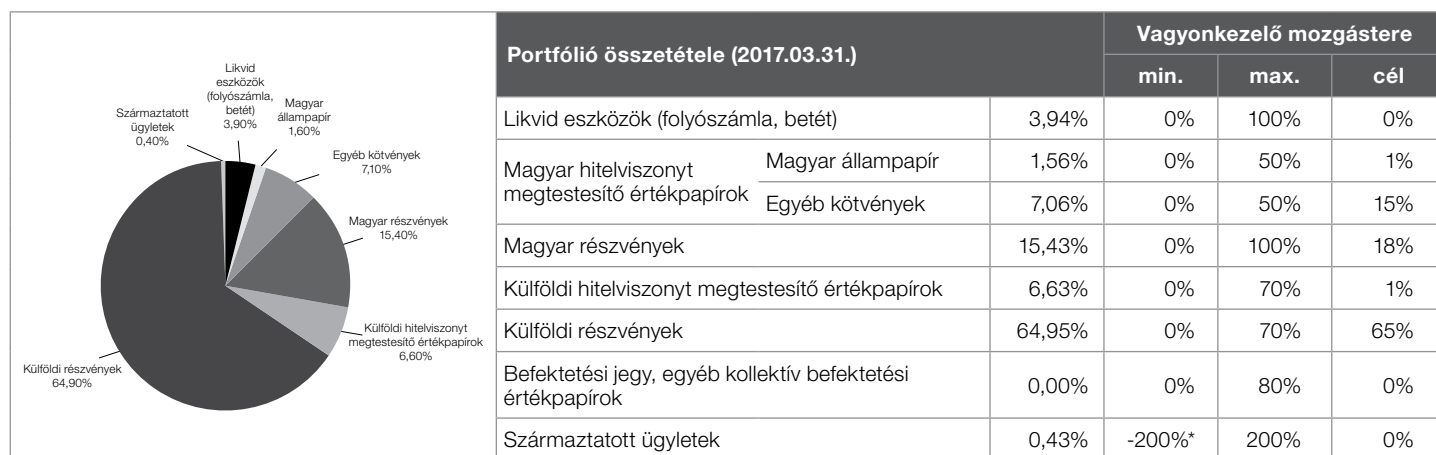 Likvid
eszközök
(folyószámla,
betét)
3,90%
Magyar
állampapír
1,60%
Származtatott
ügyletek
0,40%
Egyéb kötvények
7,10%
Magyar részvények
15,40%
Külföldi hitelviszonyt
megtestesítő értékpapírok
6,60%
Külföldi részvények
64,90%
Portfólió összetétele (2017.03.31.) Vagyonkezelő mozgástere
min. max. cél
Likvid eszközök (folyószámla, betét) 3,94% 0% 100% 0%
Magyar hitelviszonyt
megtestesítő értékpapírok
Magyar állampapír 1,56% 0% 50% 1%
Egyéb kötvények 7,06% 0% 50% 15%
Magyar részvények 15,43% 0% 100% 18%
Külföldi hitelviszonyt megtestesítő értékpapírok 6,63% 0% 70% 1%
Külföldi részvények 64,95% 0% 70% 65%
Befektetési jegy, egyéb kollektív befektetési
értékpapírok 0,00% 0% 80% 0%
Származtatott ügyletek 0,43% -200%* 200% 0%